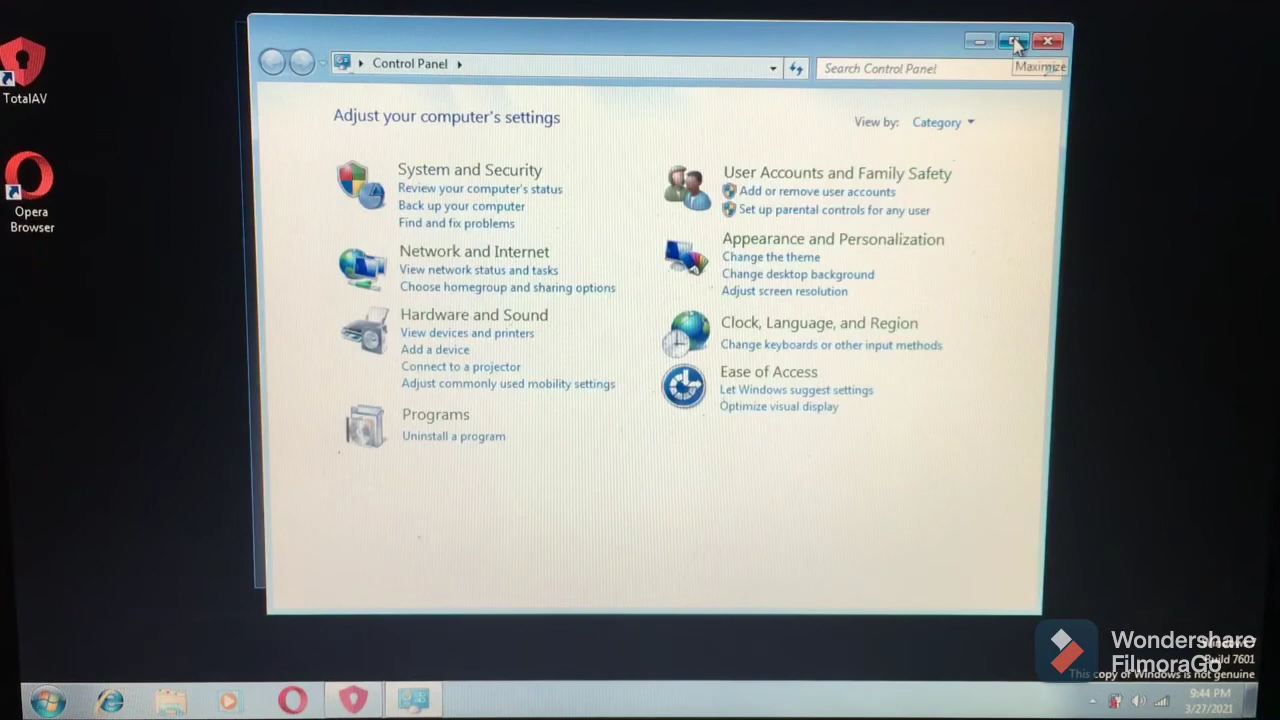 TotalAV
Opera
Browser
Control Panel
Search Control Panel
Maximize
Adjust your computer's settings
View by: Category
System and Security
Review your computer's status
Back up your computer
Find and fix problems
Network and Internet
View network status and tasks
Choose homegroup and sharing options
Hardware and Sound
View devices and printers
Add a device
Connect to a projector
Adjust commonly used mobility settings
Programs
Uninstall a program
User Accounts and Family Safety
Add or remove user accounts
Set up parental controls for any user
Appearance and Personalization
Change the theme
Change desktop background
Adjust screen resolution
Clock, Language, and Region
Change keyboards or other input methods
Ease of Access
Let Windows suggest settings
Optimize visual display
Wondershare
FilmoraGo
Build 7601
This copy of Windows is not genuine
9:44 PM
3/27/2021